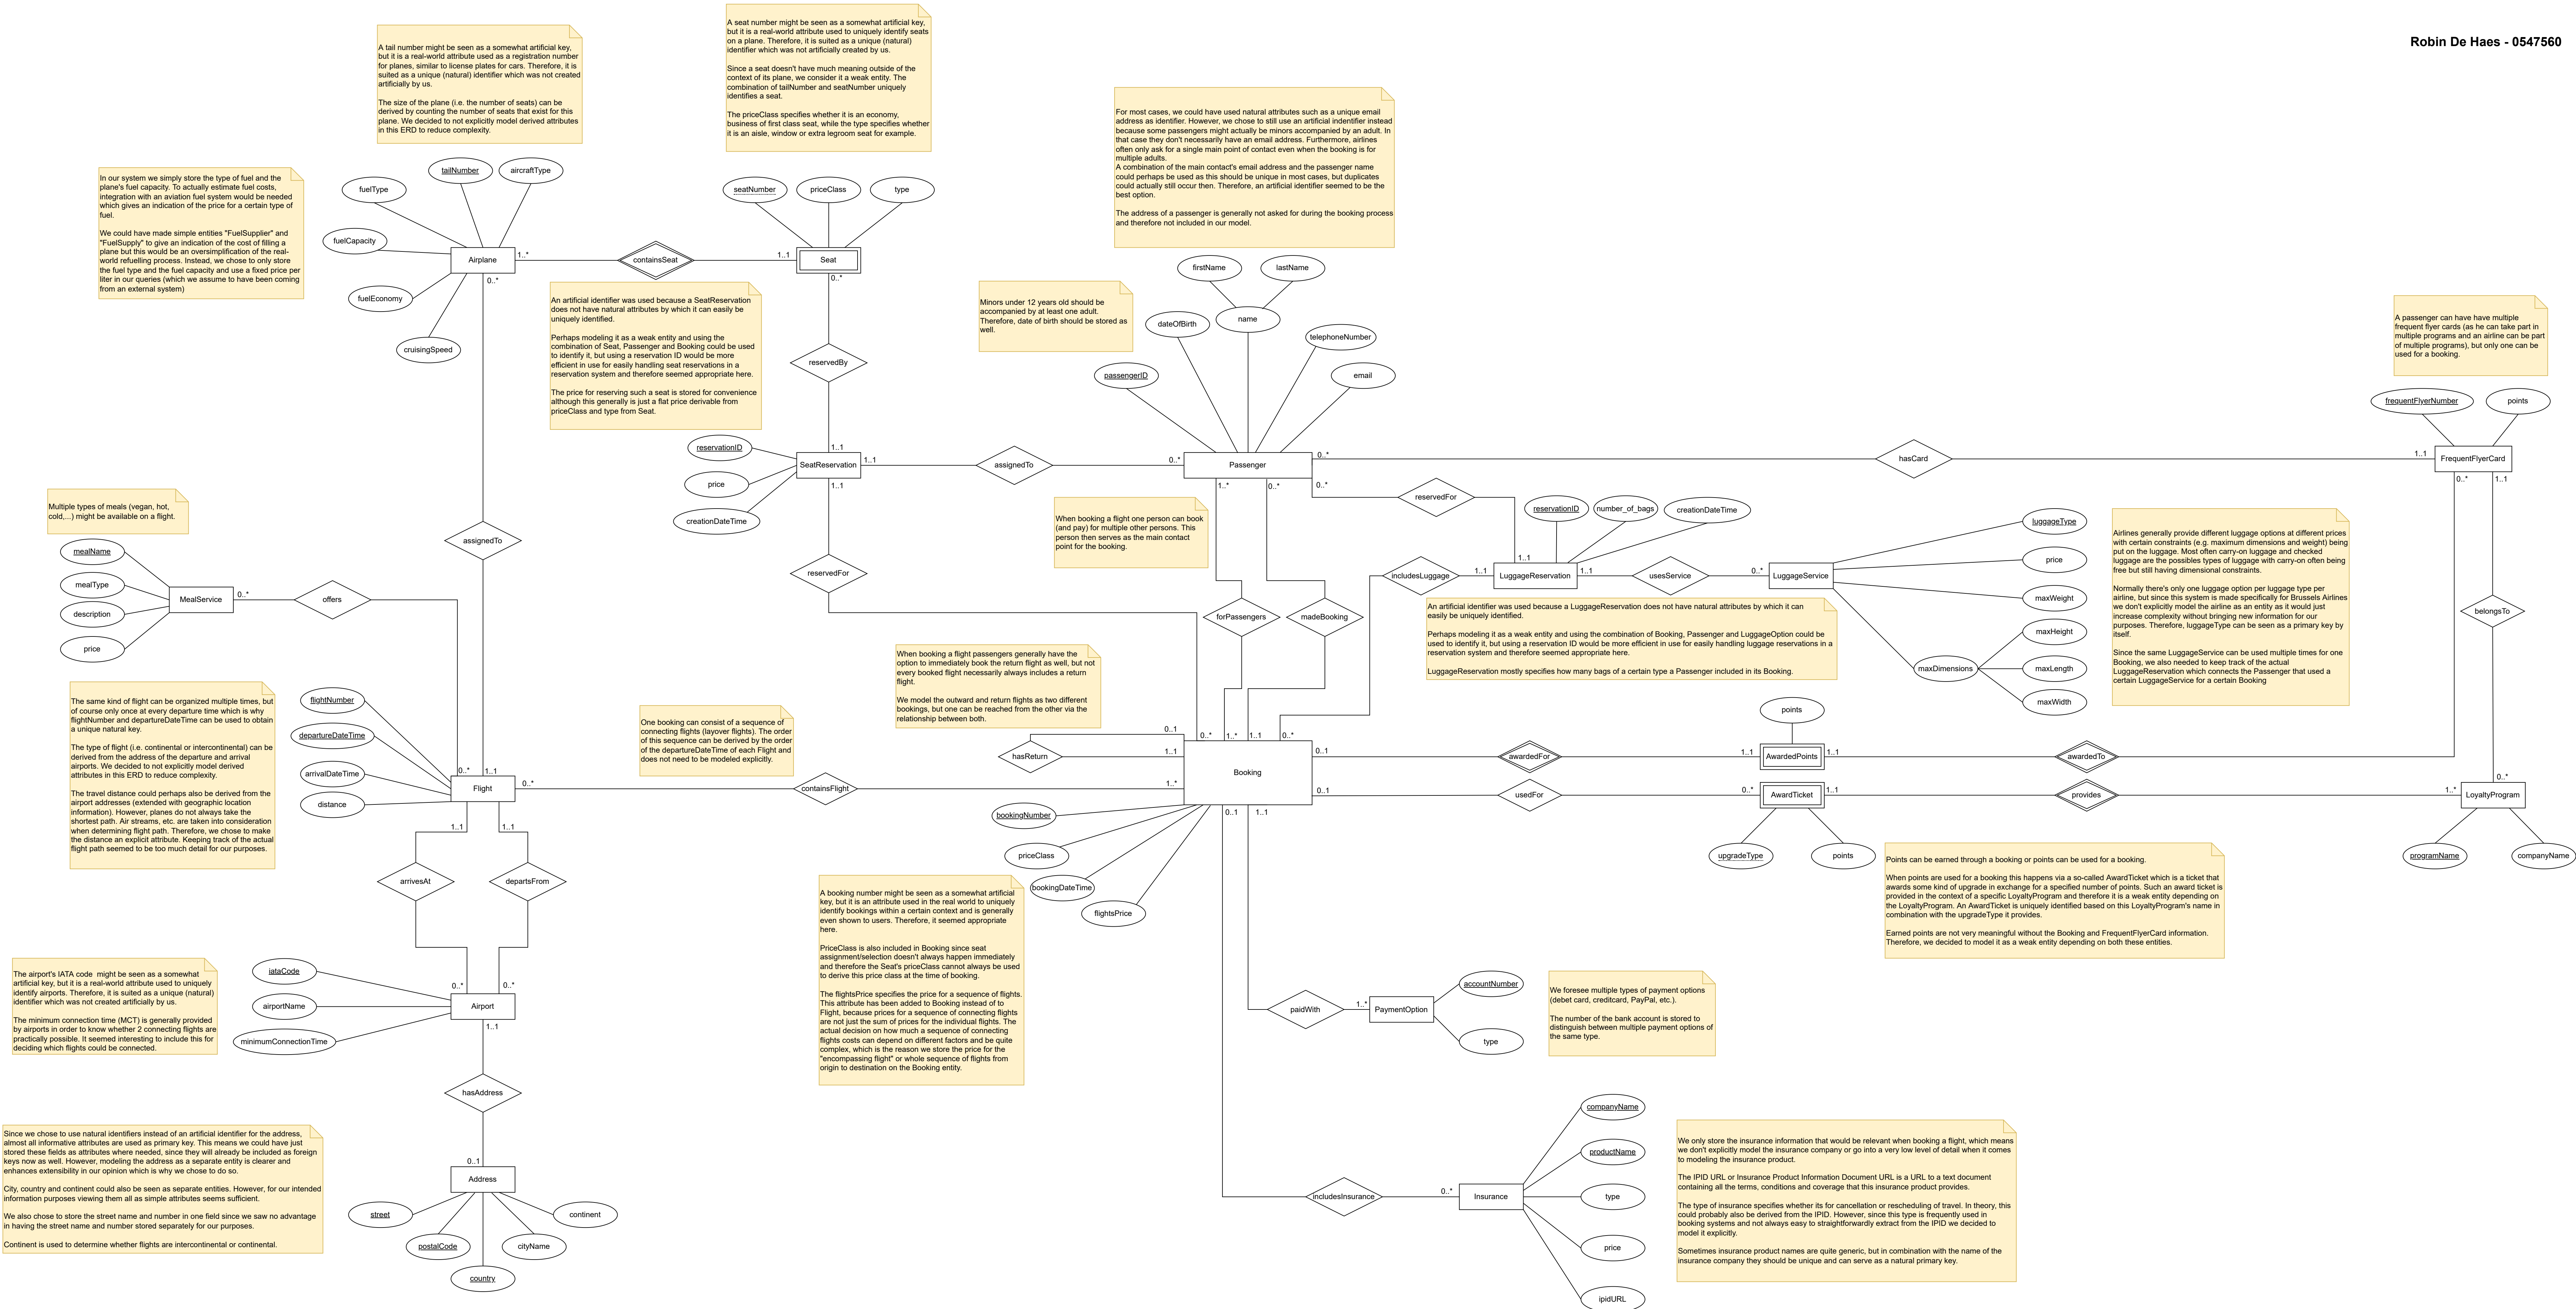 Robin De Haes - 0547560
A seat number might be seen as a somewhat artificial key,
but it is a real-world attribute used to uniquely identify seats
on a plane. Therefore, it is suited as a unique (natural)
identifier which was not artificially created by us.
Since a seat doesn't have much meaning outside of the
context of its plane, we consider it a weak entity. The
combination of tailNumber and seatNumber uniquely
identifies a seat.
The priceClass specifies whether it is an economy,
business of first class seat, while the type specifies whether
it is an aisle, window or extra legroom seat for example.
A tail number might be seen as a somewhat artificial key,
but it is a real-world attribute used as a registration number
for planes, similar to license plates for cars. Therefore, it is
suited as a unique (natural) identifier which was not created
artificially by us.
The size of the plane (i.e. the number of seats) can be
derived by counting the number of seats that exist for this
plane. We decided to not explicitly model derived attributes
in this ERD to reduce complexity.
For most cases, we could have used natural attributes such as a unique email
address as identifier. However, we chose to still use an artificial indentifier instead
because some passengers might actually be minors accompanied by an adult. In
that case they don't necessarily have an email address. Furthermore, airlines
often only ask for a single main point of contact even when the booking is for
multiple adults.
A combination of the main contact's email address and the passenger name
could perhaps be used as this should be unique in most cases, but duplicates
could actually still occur then. Therefore, an artificial identifier seemed to be the
best option.
The address of a passenger is generally not asked for during the booking process
and therefore not included in our model.
In our system we simply store the type of fuel and the
plane's fuel capacity. To actually estimate fuel costs,
integration with an aviation fuel system would be needed
which gives an indication of the price for a certain type of
fuel.
We could have made simple entities "FuelSupplier" and
"FuelSupply" to give an indication of the cost of filling a
plane but this would be an oversimplification of the real-
world refuelling process. Instead, we chose to only store
the fuel type and the fuel capacity and use a fixed price per
liter in our queries (which we assume to have been coming
from an external system)
fuelType
tailNumber
aircraftType
fuelCapacity
fuelEconomy
cruisingSpeed
Airplane
1..*
0..*
containsSeat
1..1
seatNumber
priceClass
type
Seat
0..*
An artificial identifier was used because a SeatReservation
does not have natural attributes by which it can easily be
uniquely identified.
Perhaps modeling it as a weak entity and using the
combination of Seat, Passenger and Booking could be used
to identify it, but using a reservation ID would be more
efficient in use for easily handling seat reservations in a
reservation system and therefore seemed appropriate here.
The price for reserving such a seat is stored for convenience
although this generally is just a flat price derivable from
priceClass and type from Seat.
reservedBy
Minors under 12 years old should be
accompanied by at least one adult.
Therefore, date of birth should be stored as
well.
firstName
lastName
name
dateOfBirth
telephoneNumber
passengerID
email
A passenger can have have multiple
frequent flyer cards (as he can take part in
multiple programs and an airline can be part
of multiple programs), but only one can be
used for a booking.
frequentFlyerNumber
points
reservationID
price
creationDateTime
1..1
SeatReservation
1..1
1..1
assignedTo
0..*
Passenger
0..*
0..*
1..*
0..*
hasCard
1..1
FrequentFlyerCard
0..*
1..1
reservedFor
reservationID
number_of_bags
creationDateTime
When booking a flight one person can book
(and pay) for multiple other persons. This
person then serves as the main contact
point for the booking.
includesLuggage
1..1
1..1
LuggageReservation
1..1
usesService
0..*
LuggageService
luggageType
price
maxWeight
maxDimensions
maxHeight
maxLength
maxWidth
Airlines generally provide different luggage options at different prices
with certain constraints (e.g. maximum dimensions and weight) being
put on the luggage. Most often carry-on luggage and checked
luggage are the possibles types of luggage with carry-on often being
free but still having dimensional constraints.
Normally there's only one luggage option per luggage type per
airline, but since this system is made specifically for Brussels Airlines
we don't explicitly model the airline as an entity as it would just
increase complexity without bringing new information for our
purposes. Therefore, luggageType can be seen as a primary key by
itself.
Since the same LuggageService can be used multiple times for one
Booking, we also needed to keep track of the actual
LuggageReservation which connects the Passenger that used a
certain LuggageService for a certain Booking
An artificial identifier was used because a LuggageReservation does not have natural attributes by which it can
easily be uniquely identified.
Perhaps modeling it as a weak entity and using the combination of Booking, Passenger and LuggageOption could be
used to identify it, but using a reservation ID would be more efficient in use for easily handling luggage reservations in a
reservation system and therefore seemed appropriate here.
LuggageReservation mostly specifies how many bags of a certain type a Passenger included in its Booking.
belongsTo
Multiple types of meals (vegan, hot,
cold,...) might be available on a flight.
mealName
mealType
description
price
MealService
0..*
offers
assignedTo
reservedFor
forPassengers
madeBooking
When booking a flight passengers generally have the
option to immediately book the return flight as well, but not
every booked flight necessarily always includes a return
flight.
We model the outward and return flights as two different
bookings, but one can be reached from the other via the
relationship between both.
The same kind of flight can be organized multiple times, but
of course only once at every departure time which is why
flightNumber and departureDateTime can be used to obtain
a unique natural key.
The type of flight (i.e. continental or intercontinental) can be
derived from the address of the departure and arrival
airports. We decided to not explicitly model derived
attributes in this ERD to reduce complexity.
The travel distance could perhaps also be derived from the
airport addresses (extended with geographic location
information). However, planes do not always take the
shortest path. Air streams, etc. are taken into consideration
when determining flight path. Therefore, we chose to make
the distance an explicit attribute. Keeping track of the actual
flight path seemed to be too much detail for our purposes.
flightNumber
departureDateTime
arrivalDateTime
distance
0..*
1..1
Flight
0..*
1..1
1..1
One booking can consist of a sequence of
connecting flights (layover flights). The order
of this sequence can be derived by the order
of the departureDateTime of each Flight and
does not need to be modeled explicitly.
containsFlight
1..*
hasReturn
0..1
1..1
0..*
1..*
1..1
0..*
Booking
0..1
0..1
0..1
1..1
awardedFor
1..1
points
AwardedPoints
1..1
awardedTo
usedFor
0..*
AwardTicket
1..1
provides
1..*
0..*
LoyaltyProgram
upgradeType
points
programName
companyName
bookingNumber
priceClass
bookingDateTime
flightsPrice
Points can be earned through a booking or points can be used for a booking.
When points are used for a booking this happens via a so-called AwardTicket which is a ticket that
awards some kind of upgrade in exchange for a specified number of points. Such an award ticket is
provided in the context of a specific LoyaltyProgram and therefore it is a weak entity depending on
the LoyaltyProgram. An AwardTicket is uniquely identified based on this LoyaltyProgram's name in
combination with the upgradeType it provides.
Earned points are not very meaningful without the Booking and FrequentFlyerCard information.
Therefore, we decided to model it as a weak entity depending on both these entities.
arrivesAt
departsFrom
A booking number might be seen as a somewhat artificial
key, but it is an attribute used in the real world to uniquely
identify bookings within a certain context and is generally
even shown to users. Therefore, it seemed appropriate
here.
PriceClass is also included in Booking since seat
assignment/selection doesn't always happen immediately
and therefore the Seat's priceClass cannot always be used
to derive this price class at the time of booking.
The flightsPrice specifies the price for a sequence of flights.
This attribute has been added to Booking instead of to
Flight, because prices for a sequence of connecting flights
are not just the sum of prices for the individual flights. The
actual decision on how much a sequence of connecting
flights costs can depend on different factors and be quite
complex, which is the reason we store the price for the
"encompassing flight" or whole sequence of flights from
origin to destination on the Booking entity.
The airport's IATA code might be seen as a somewhat
artificial key, but it is a real-world attribute used to uniquely
identify airports. Therefore, it is suited as a unique (natural)
identifier which was not created artificially by us.
The minimum connection time (MCT) is generally provided
by airports in order to know whether 2 connecting flights are
practically possible. It seemed interesting to include this for
deciding which flights could be connected.
iataCode
airportName
minimumConnectionTime
0..*
0..*
Airport
1..1
paidWith
1..*
PaymentOption
accountNumber
type
We foresee multiple types of payment options
(debet card, creditcard, PayPal, etc.).
The number of the bank account is stored to
distinguish between multiple payment options of
the same type.
hasAddress
Since we chose to use natural identifiers instead of an artificial identifier for the address,
almost all informative attributes are used as primary key. This means we could have just
stored these fields as attributes where needed, since they will already be included as foreign
keys now as well. However, modeling the address as a separate entity is clearer and
enhances extensibility in our opinion which is why we chose to do so.
City, country and continent could also be seen as separate entities. However, for our intended
information purposes viewing them all as simple attributes seems sufficient.
We also chose to store the street name and number in one field since we saw no advantage
in having the street name and number stored separately for our purposes.
Continent is used to determine whether flights are intercontinental or continental.
0..1
Address
street
postalCode
country
cityName
continent
includesInsurance
0..*
Insurance
companyName
productName
type
price
ipidURL
We only store the insurance information that would be relevant when booking a flight, which means
we don't explicitly model the insurance company or go into a very low level of detail when it comes
to modeling the insurance product.
The IPID URL or Insurance Product Information Document URL is a URL to a text document
containing all the terms, conditions and coverage that this insurance product provides.
The type of insurance specifies whether its for cancellation or rescheduling of travel. In theory, this
could probably also be derived from the IPID. However, since this type is frequently used in
booking systems and not always easy to straightforwardly extract from the IPID we decided to
model it explicitly.
Sometimes insurance product names are quite generic, but in combination with the name of the
insurance company they should be unique and can serve as a natural primary key.